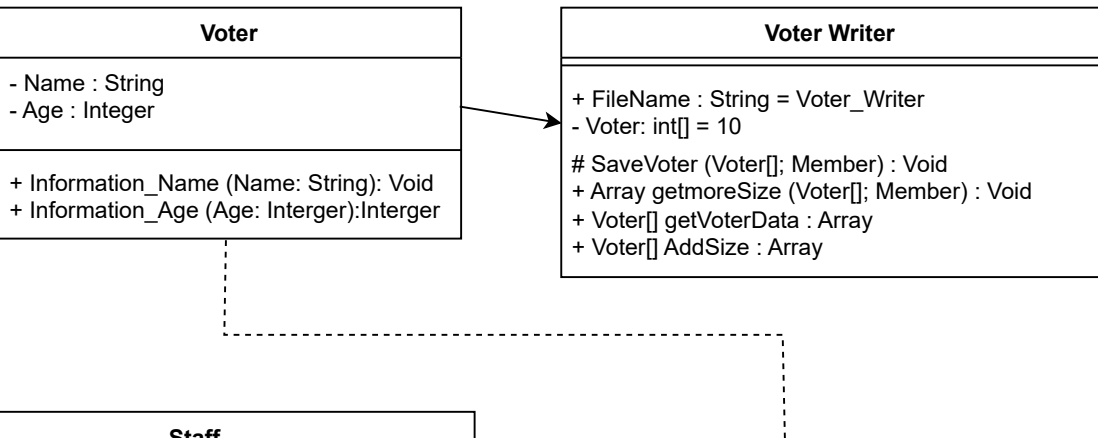 Voter
- Name : String
- Age : Integer
+ Information_Name (Name: String): Void
+ Information_Age (Age: Interger):Interger
Voter Writer
+ FileName : String = Voter_Writer
- Voter: int[] = 10
# SaveVoter (Voter[]; Member) : Void
+ Array getmoreSize (Voter[]; Member) : Void
+ Voter[] getVoterData : Array
+ Voter[] AddSize : Array
Staff